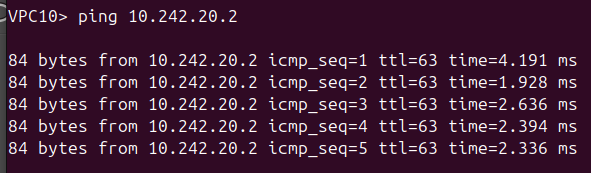 VPC10> ping 10.242.20.2
84 bytes from 10.242.20.2 icmp_seq=1 ttl=63 time=4.191 ms
84 bytes from 10.242.20.2 icmp_seq=2 ttl=63 time=1.928 ms
84 bytes from 10.242.20.2 icmp_seq=3 ttl=63 time=2.636 ms
84 bytes from 10.242.20.2 icmp_seq=4 ttl=63 time=2.394 ms
84 bytes from 10.242.20.2 icmp_seq=5 ttl=63 time=2.336 ms